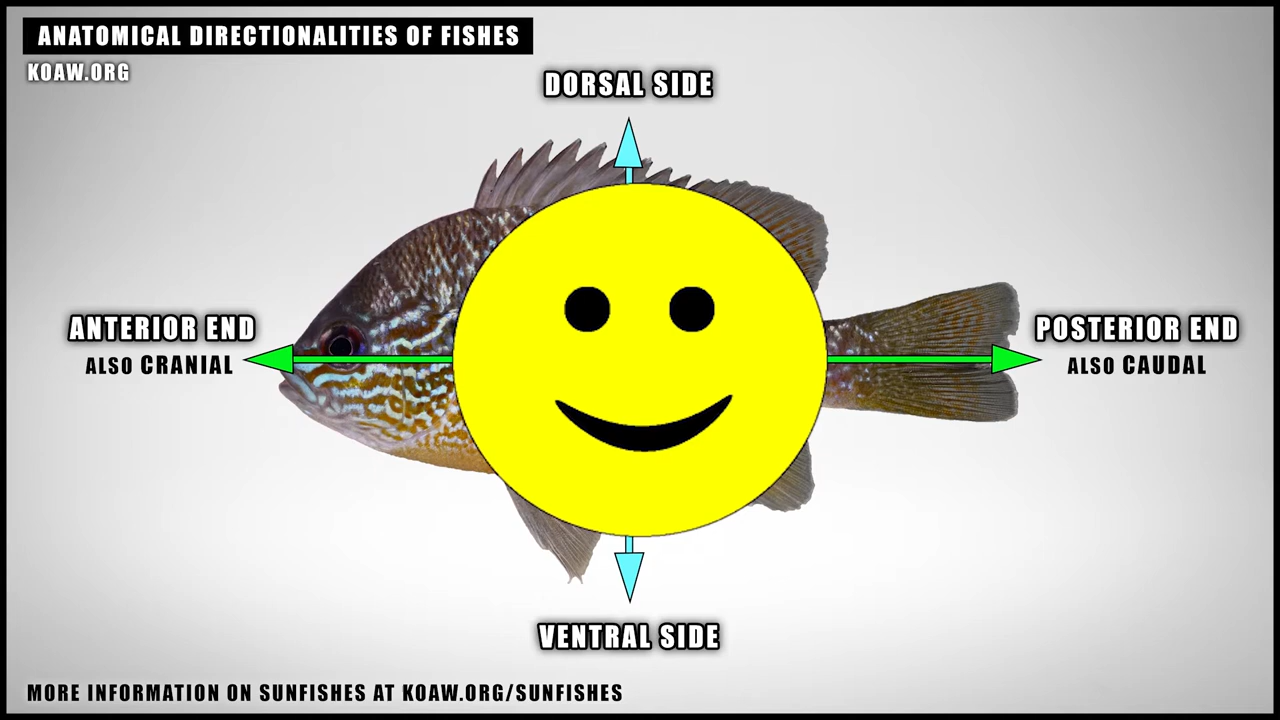 ANATOMICAL DIRECTIONALITIES OF FISHES
KOAW.ORG
DORSAL SIDE
ANTERIOR END
ALSO CRANIAL
POSTERIOR END
ALSO CAUDAL
VENTRAL SIDE
MORE INFORMATION ON SUNFISHES AT KOAW.ORG/SUNFISHES